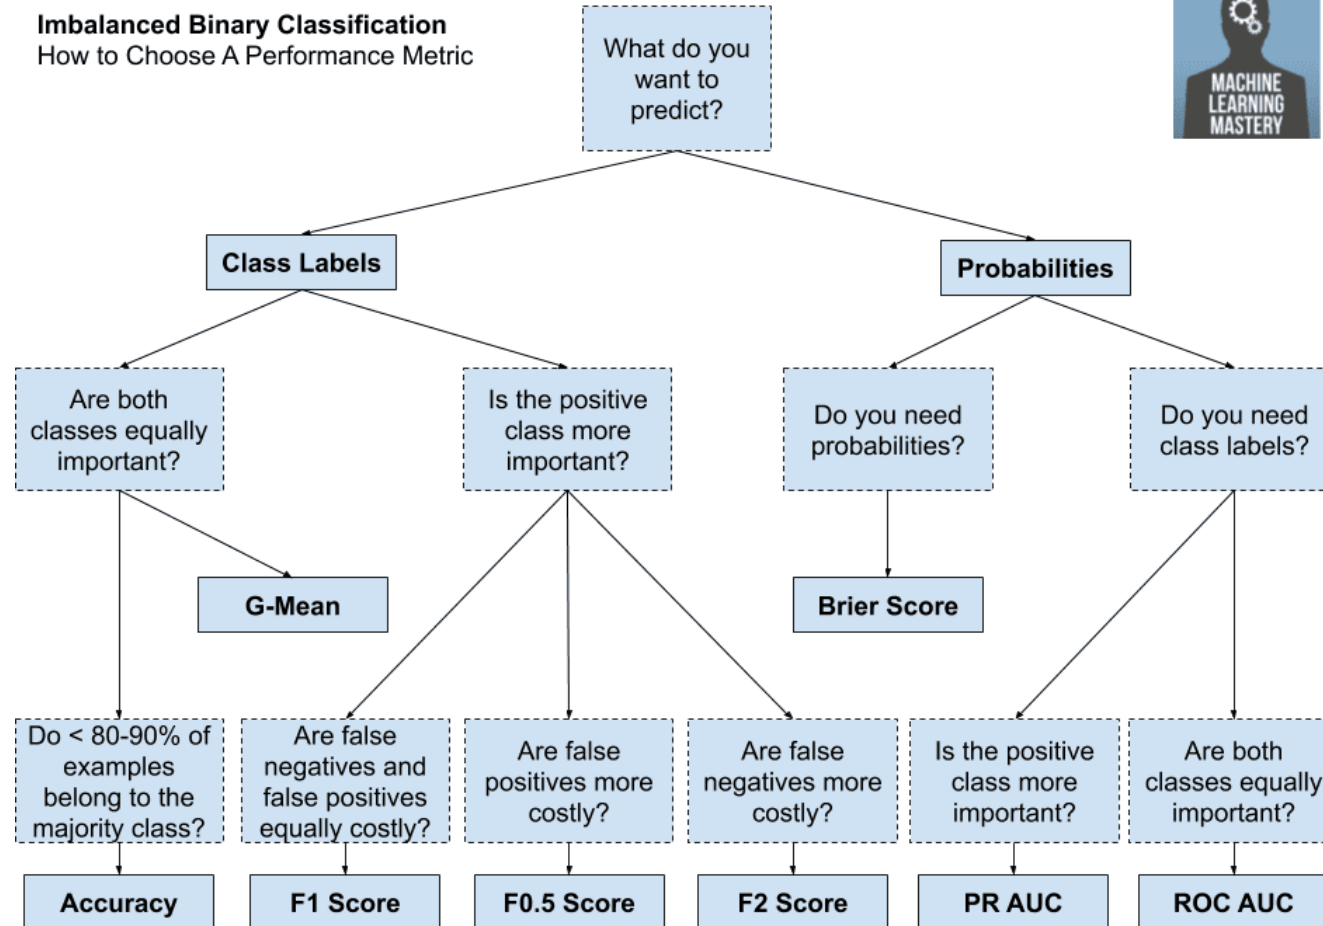 Imbalanced Binary Classification
How to Choose A Performance Metric
What do you
want to
predict?
MACHINE
LEARNING
MASTERY
Class Labels
Probabilities
Are both
classes equally
important?
Is the positive
class more
important?
Do you need
probabilities?
Do you need
class labels?
G-Mean
Brier Score
Do < 80-90% of
examples
belong to the
majority class?
Are false
negatives and
false positives
equally costly?
Are false
positives more
costly?
Are false
negatives more
costly?
Is the positive
class more
important?
Are both
classes equally
important?
Accuracy
F1 Score
F0.5 Score
F2 Score
PR AUC
ROC AUC